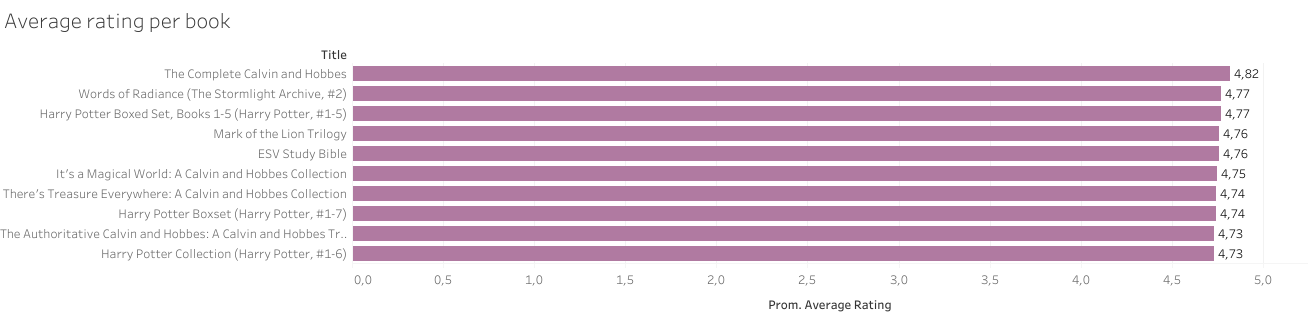 Average rating per book
Title
The Complete Calvin and Hobbes 4,82
Words of Radiance (The Stormlight Archive, #2) 4,77
Harry Potter Boxed Set, Books 1-5 (Harry Potter, #1-5) 4,77
Mark of the Lion Trilogy 4,76
ESV Study Bible 4,76
It's a Magical World: A Calvin and Hobbes Collection 4,75
There's Treasure Everywhere: A Calvin and Hobbes Collection 4,74
Harry Potter Boxset (Harry Potter, #1-7) 4,74
The Authoritative Calvin and Hobbes: A Calvin and Hobbes Tr.. 4,73
Harry Potter Collection (Harry Potter, #1-6) 4,73
0,0 0,5 1,0 1,5 2,0 2,5 3,0 3,5 4,0 4,5 5,0
Prom. Average Rating